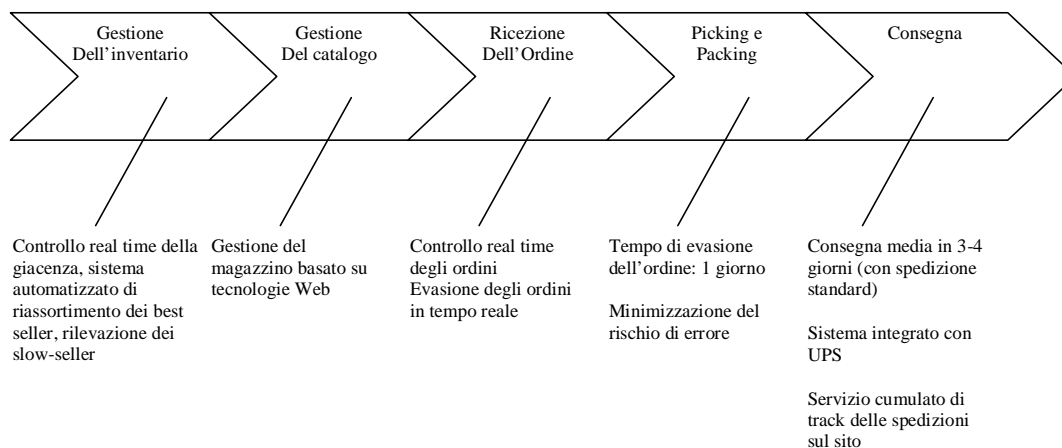 Gestione
Dell'inventario
Gestione
Del catalogo
Ricezione
Dell'Ordine
Picking e
Packing
Consegna
Controllo real time della
giacenza, sistema
automatizzato di
riassortimento dei best
seller, rilevazione dei
slow-seller
Gestione del
magazzino basato su
tecnologie Web
Controllo real time
degli ordini
Evasione degli ordini
in tempo reale
Tempo di evasione
dell'ordine: 1 giorno
Minimizzazione del
rischio di errore
Consegna media in 3-4
giorni (con spedizione
standard)
Sistema integrato con
UPS
Servizio cumulato di
track delle spedizioni
sul sito